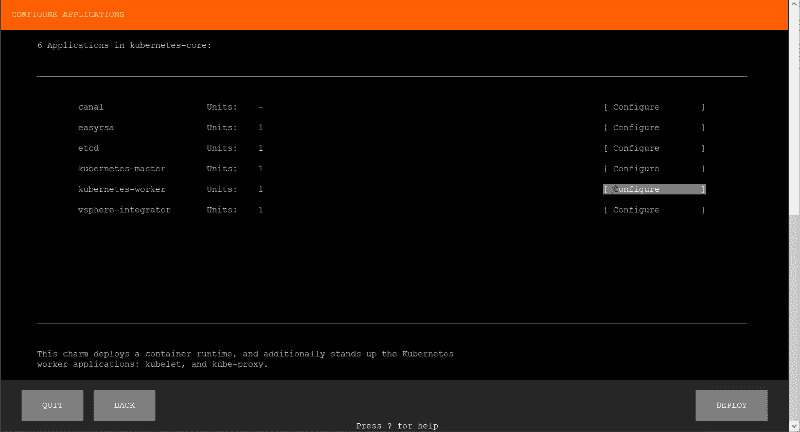 CONFIGURE APPLICATIONS
6 Applications in kubernetes-core:
canal Units: - [ Configure ]
easyrsa Units: 1 [ Configure ]
etcd Units: 1 [ Configure ]
kubernetes-master Units: 1 [ Configure ]
kubernetes-worker Units: 1 [ Configure ]
vsphere-integrator Units: 1 [ Configure ]
This charm deploys a container runtime, and additionally stands up the Kubernetes
worker applications: kubelet, and kube-proxy.
QUIT BACK DEPLOY
Press ? for help